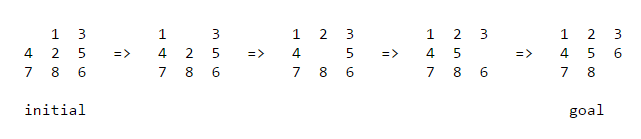 1  3        1     3        1  2  3        1  2  3        1  2  3
4  2  5   =>   4  2  5   =>   4     5   =>   4  5      =>   4  5  6
7  8  6        7  8  6        7  8  6        7  8  6        7  8
initial                                                      goal